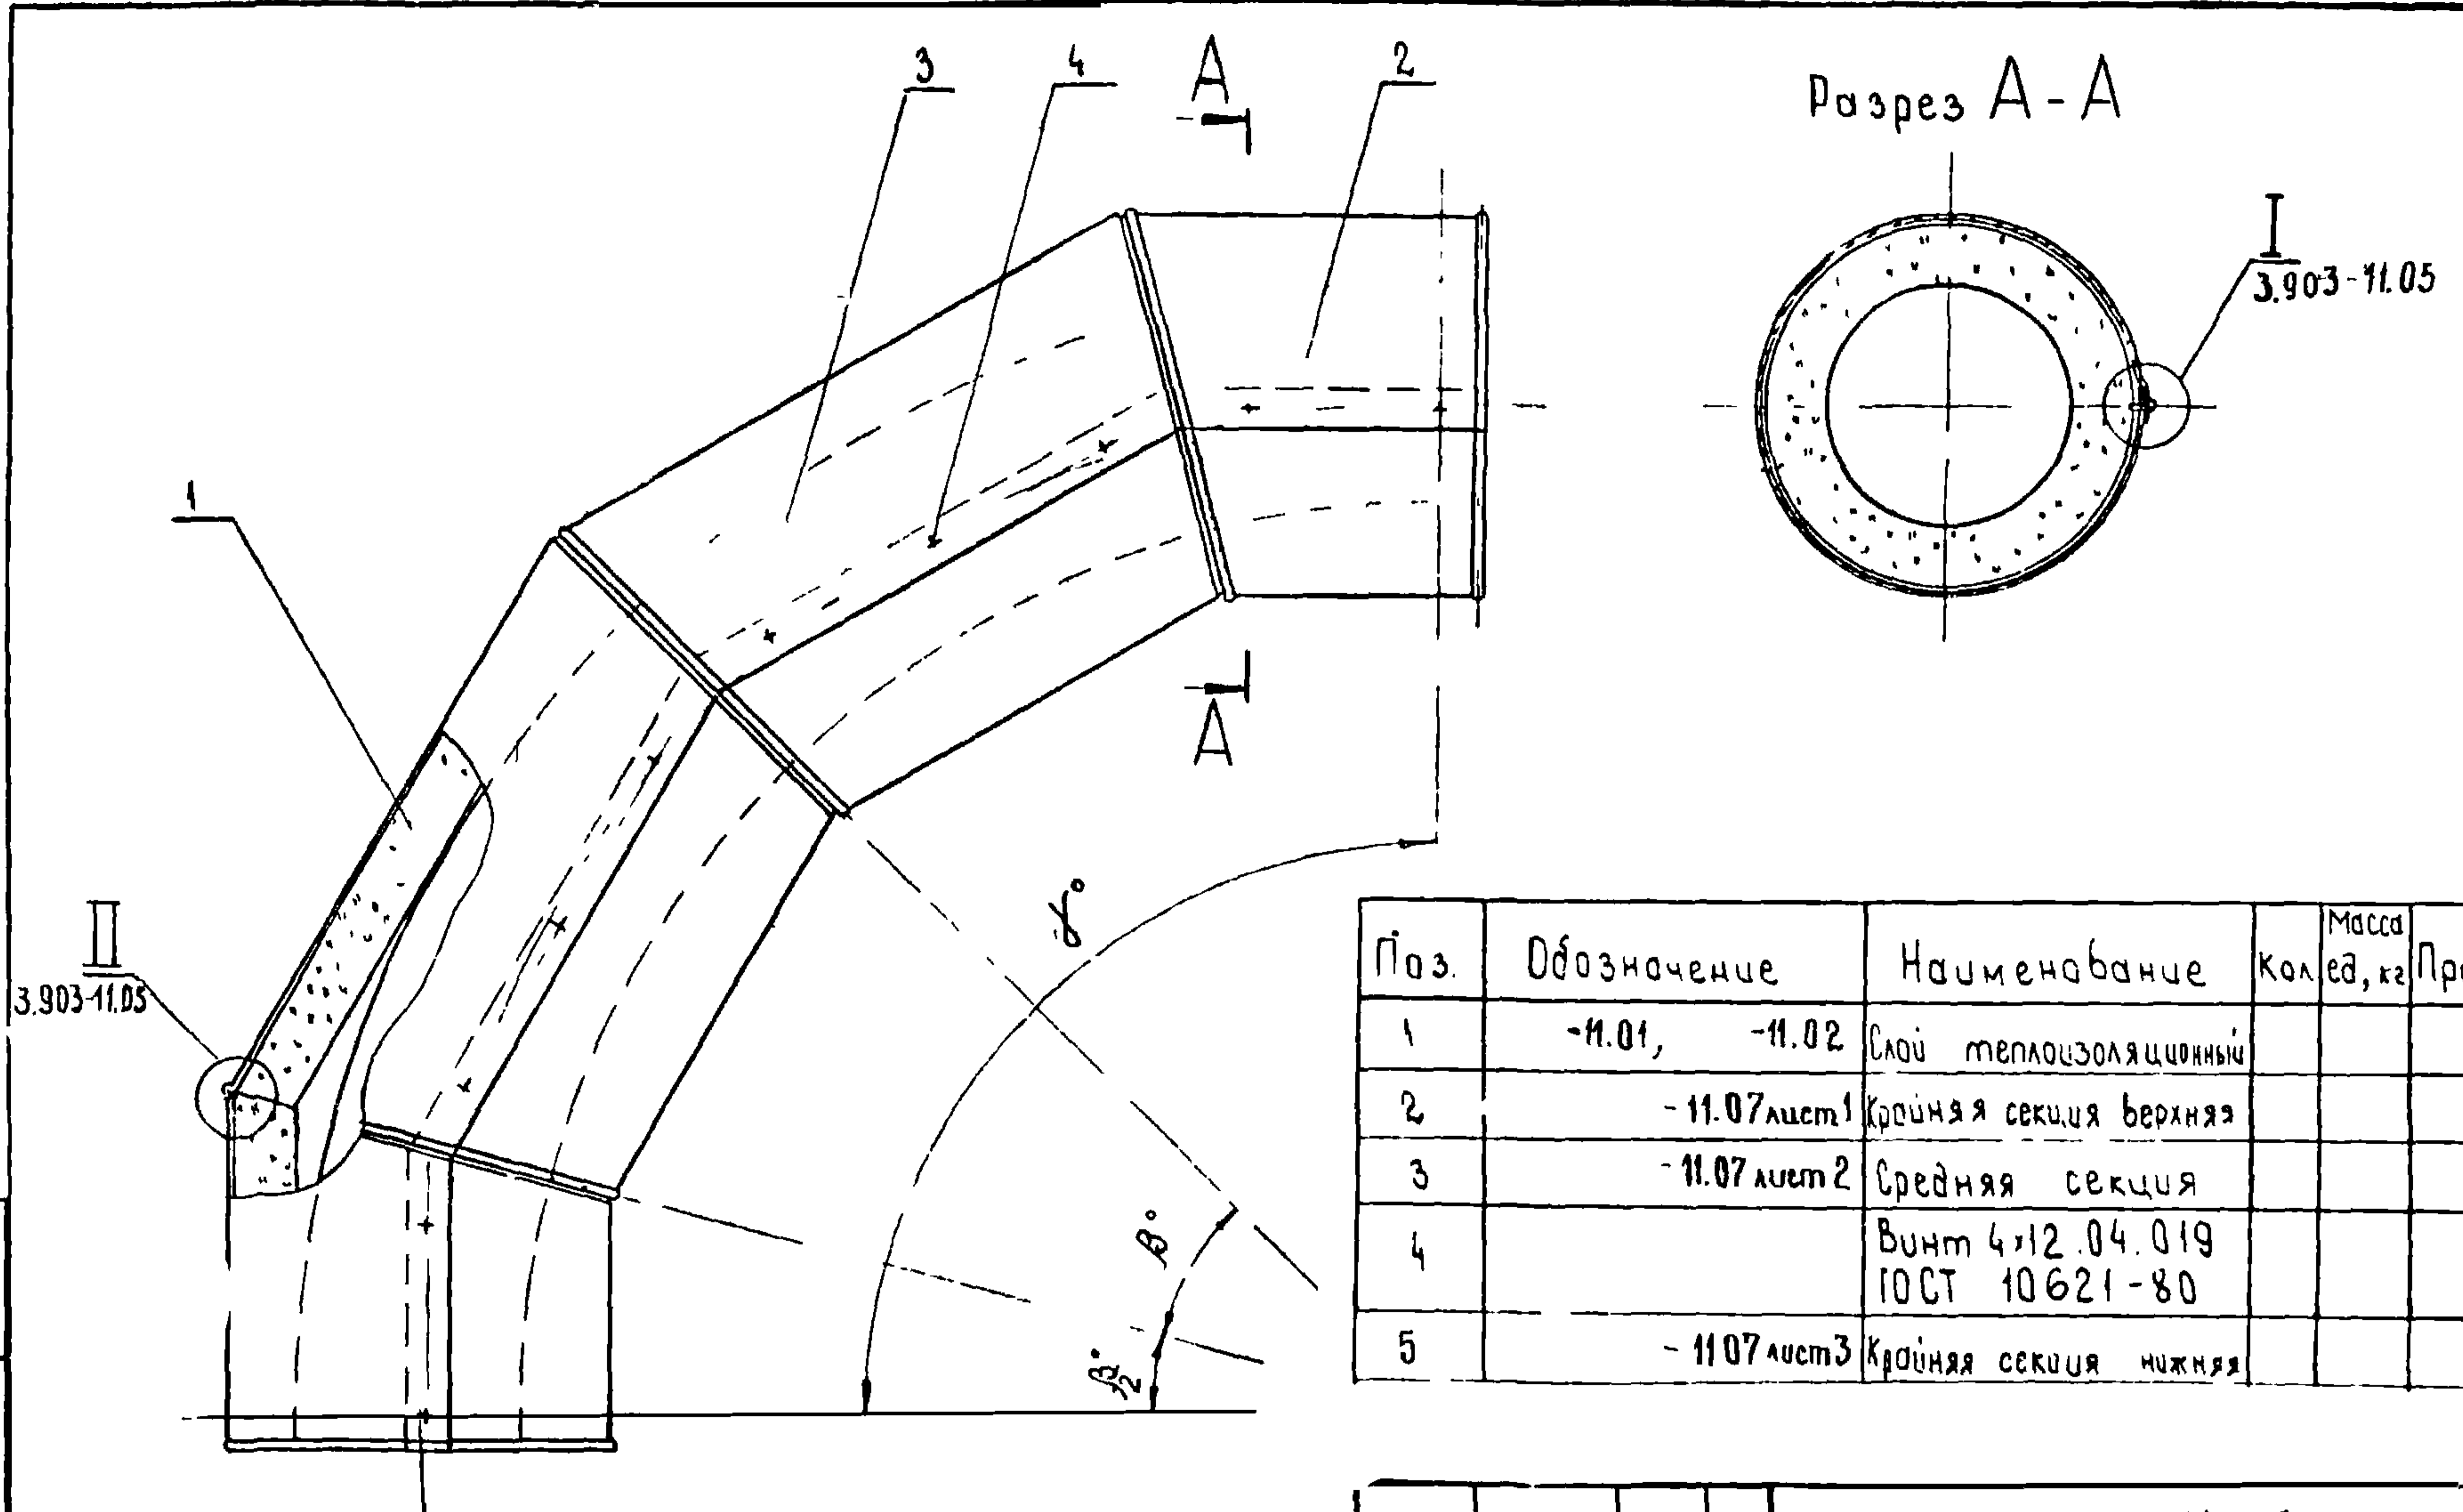 3
4
А
2
Разрез А-А
I
3.903-11.05
1
А
II
3.903-11.05
γ°
β°
β°/2
Поз. Обозначение Наименование Кол Масса ед, кг
1 -11.01, -11.02 Слой теплоизоляционный
2 -11.07 лист 1 Крайняя секция верхняя
3 -11.07 лист 2 Средняя секция
4 Винт 4×12.04.019
ГОСТ 10621-80
5 -1107 лист 3 Крайняя секция нижняя